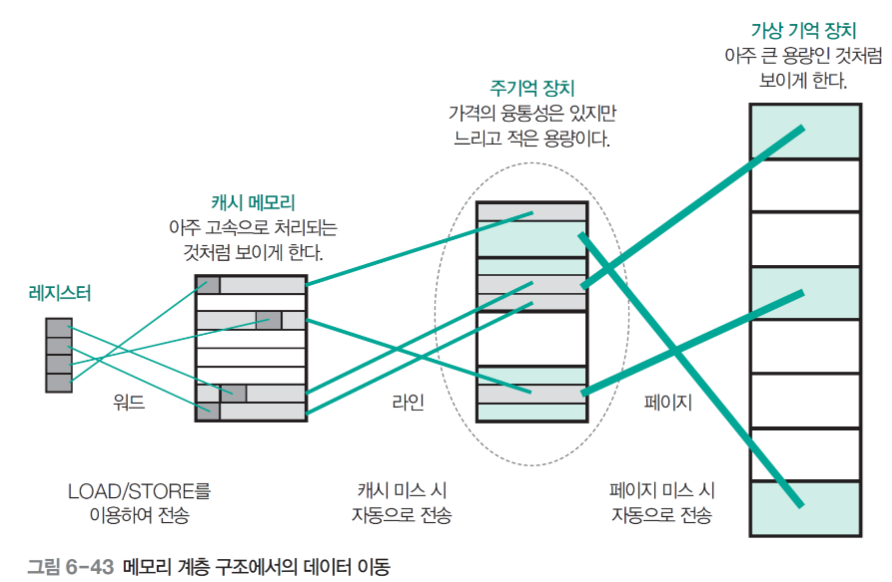 가상 기억 장치
아주 큰 용량인 것처럼
보이게 한다.
주기억 장치
가격의 융통성은 있지만
느리고 적은 용량이다.
캐시 메모리
아주 고속으로 처리되는
것처럼 보이게 한다.
레지스터
워드
라인
페이지
LOAD/STORE를
이용하여 전송
캐시 미스 시
자동으로 전송
페이지 미스 시
자동으로 전송
그림 6-43 메모리 계층 구조에서의 데이터 이동